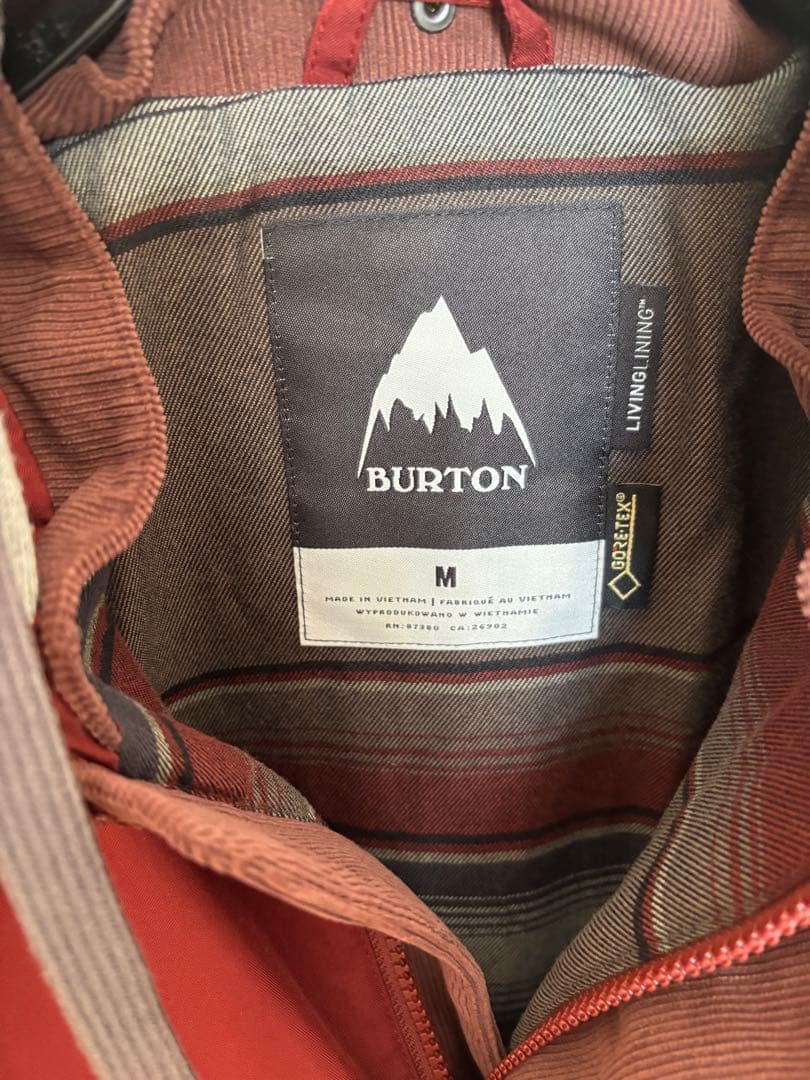 BURTON
M
MADE IN VIETNAM | FABRIQUÉ AU VIETNAM
WYPRODUKOWANO W WIETNAMIE
RN:87380 CA:26902
LIVINGLINING™
GORE-TEX®